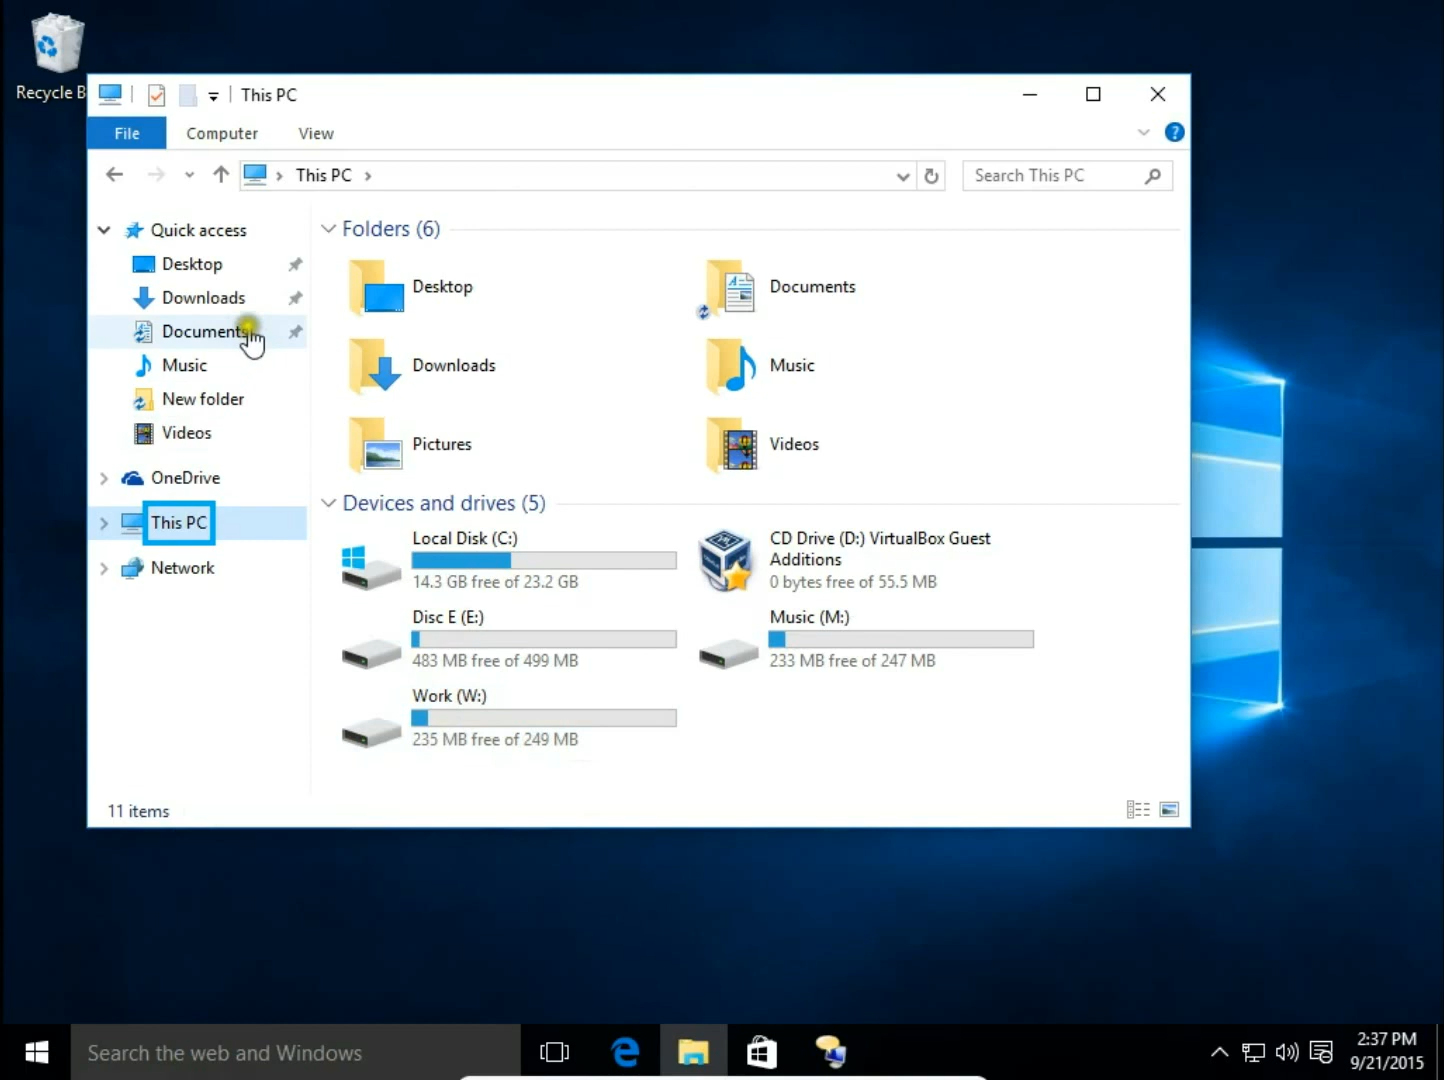 Recycle B
This PC
File
Computer
View
?
This PC
Search This PC
Quick access
Desktop
Downloads
Documents
Music
New folder
Videos
OneDrive
This PC
Network
Folders (6)
Desktop
Documents
Downloads
Music
Pictures
Videos
Devices and drives (5)
Local Disk (C:)
14.3 GB free of 23.2 GB
CD Drive (D:) VirtualBox Guest
Additions
0 bytes free of 55.5 MB
Disc E (E:)
483 MB free of 499 MB
Music (M:)
233 MB free of 247 MB
Work (W:)
235 MB free of 249 MB
11 items
Search the web and Windows
2:37 PM
9/21/2015